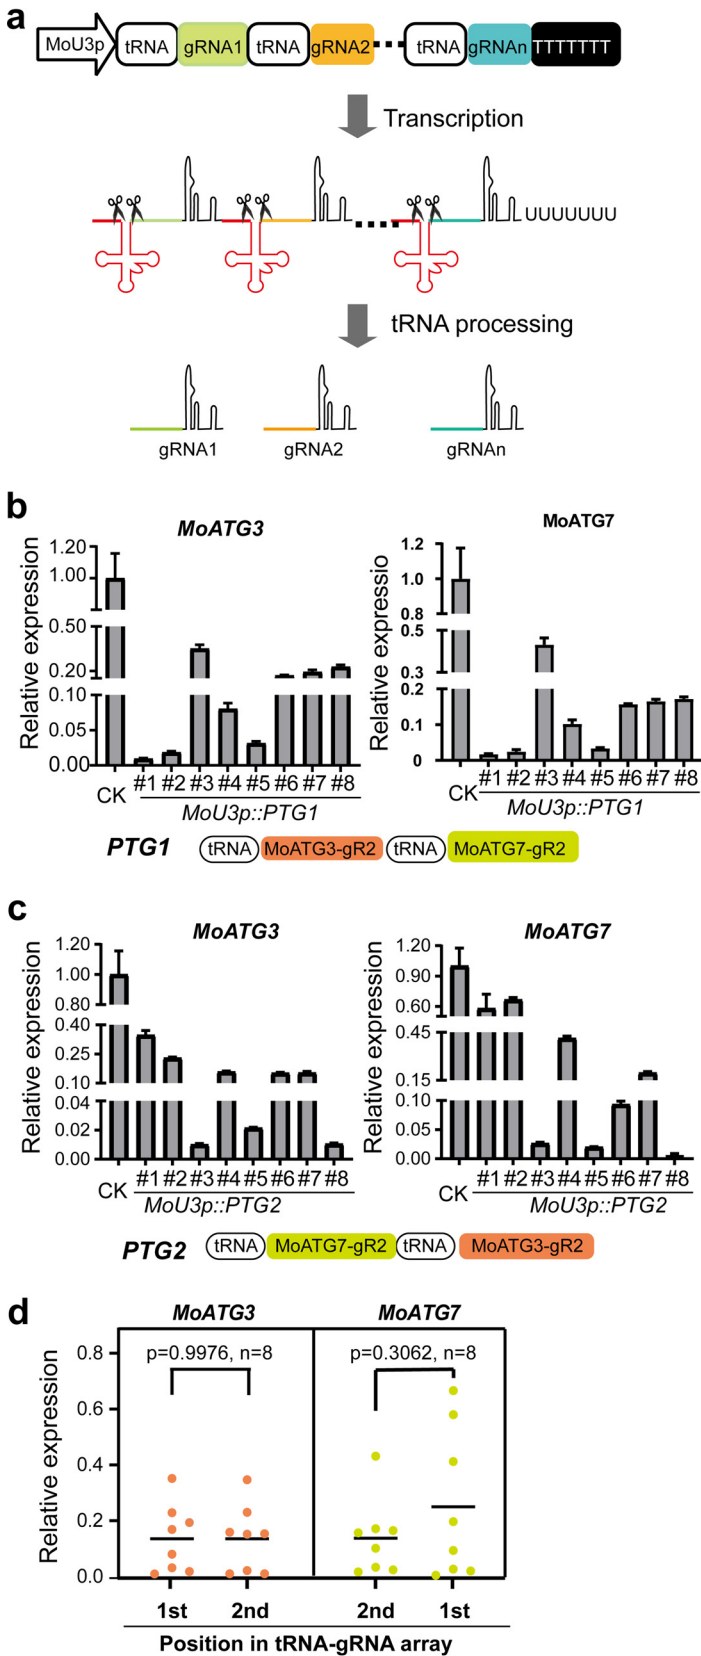 a
MoU3p tRNA gRNA1 tRNA gRNA2 tRNA gRNAn TTTTTTT
Transcription
UUUUUUU
tRNA processing
gRNA1 gRNA2 gRNAn
b
MoATG3
Relative expression
1.20
1.00
0.50
0.20
0.10
0.05
0.00
CK #1 #2 #3 #4 #5 #6 #7 #8
MoU3p::PTG1
MoATG7
Relative expressio
1.2
1.0
0.8
0.5
0.3
0.2
0.1
0
CK #1 #2 #3 #4 #5 #6 #7 #8
MoU3p::PTG1
PTG1 tRNA MoATG3-gR2 tRNA MoATG7-gR2
c
MoATG3
Relative expression
1.20
1.00
0.80
0.40
0.25
0.10
0.04
0.02
0.00
CK #1 #2 #3 #4 #5 #6 #7 #8
MoU3p::PTG2
MoATG7
Relative expression
1.20
0.90
0.60
0.45
0.15
0.10
0.05
0.00
CK #1 #2 #3 #4 #5 #6 #7 #8
MoU3p::PTG2
PTG2 tRNA MoATG7-gR2 tRNA MoATG3-gR2
d
MoATG3 MoATG7
Relative expression
0.8
0.6
0.4
0.2
0.0
p=0.9976, n=8 p=0.3062, n=8
1st 2nd 2nd 1st
Position in tRNA-gRNA array